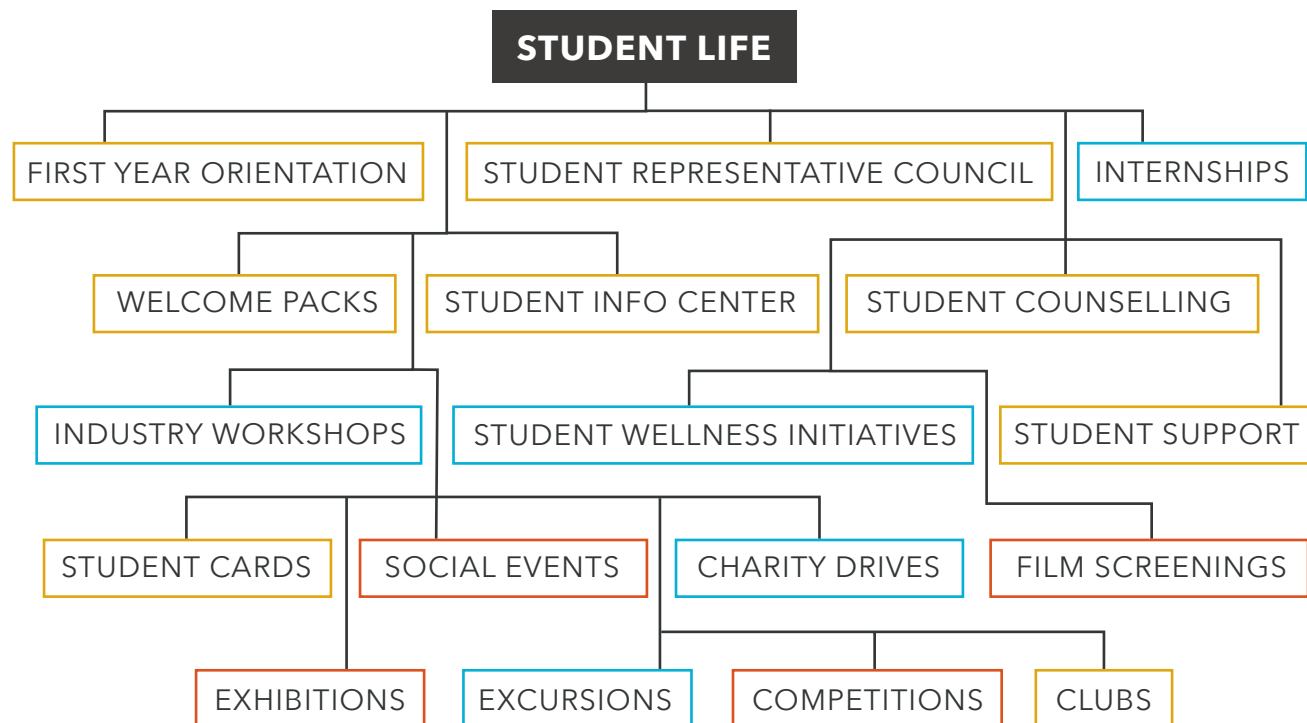 STUDENT LIFE
FIRST YEAR ORIENTATION
STUDENT REPRESENTATIVE COUNCIL
INTERNSHIPS
WELCOME PACKS
STUDENT INFO CENTER
STUDENT COUNSELLING
INDUSTRY WORKSHOPS
STUDENT WELLNESS INITIATIVES
STUDENT SUPPORT
STUDENT CARDS
SOCIAL EVENTS
CHARITY DRIVES
FILM SCREENINGS
EXHIBITIONS
EXCURSIONS
COMPETITIONS
CLUBS